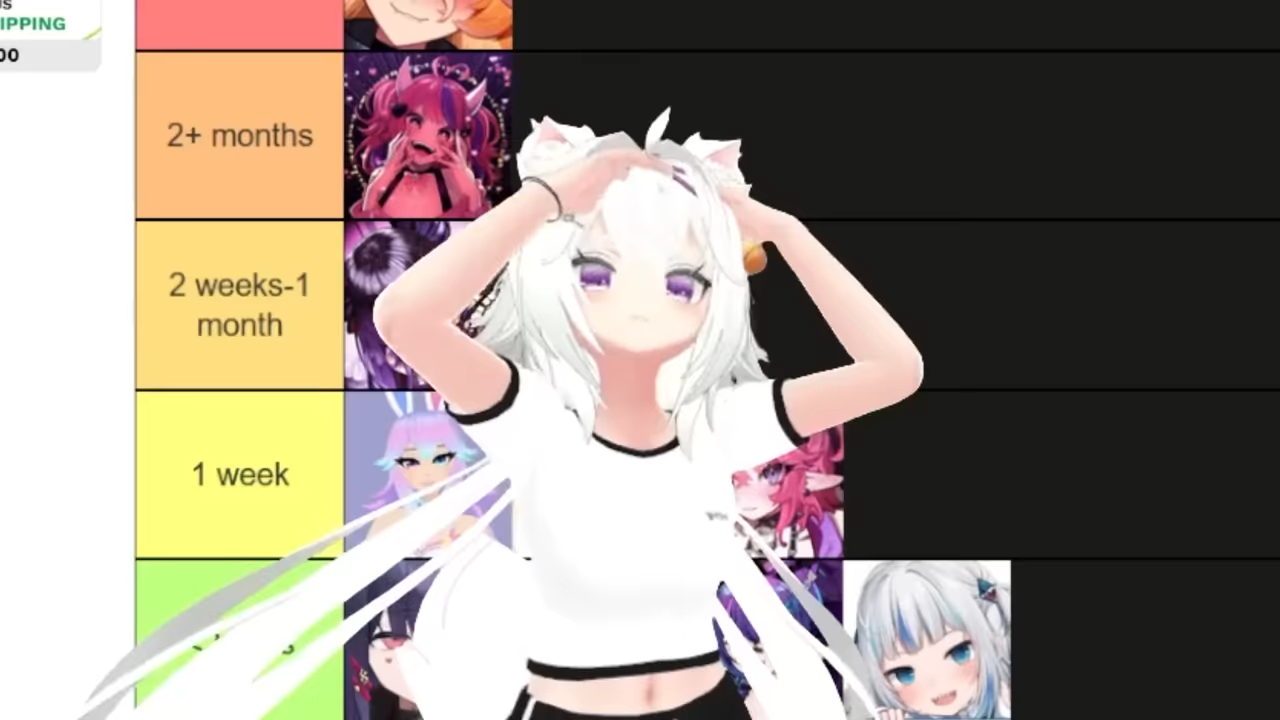 IPPING
00
2+ months
2 weeks-1
month
1 week